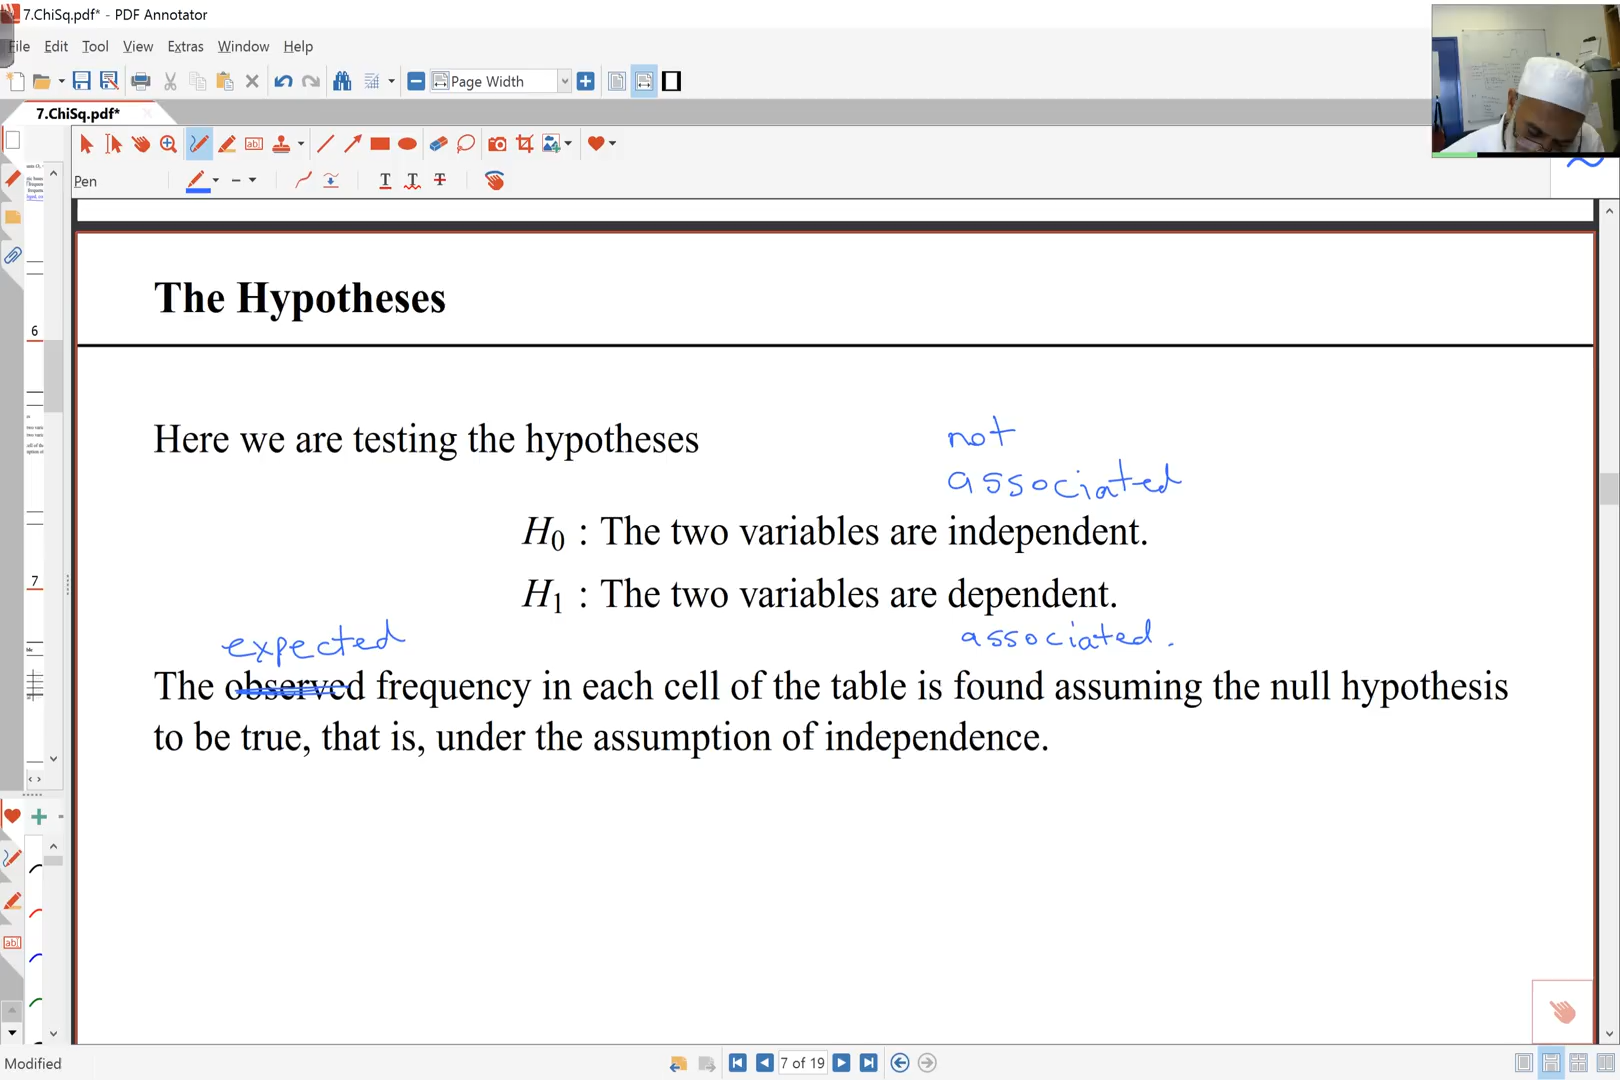 7.ChiSq.pdf* - PDF Annotator
File Edit Tool View Extras Window Help
Page Width
7.ChiSq.pdf*
Pen
6
7
The Hypotheses
Here we are testing the hypotheses
not
associated
H₀ : The two variables are independent.
H₁ : The two variables are dependent.
associated.
expected
The observed frequency in each cell of the table is found assuming the null hypothesis
to be true, that is, under the assumption of independence.
Modified
7 of 19